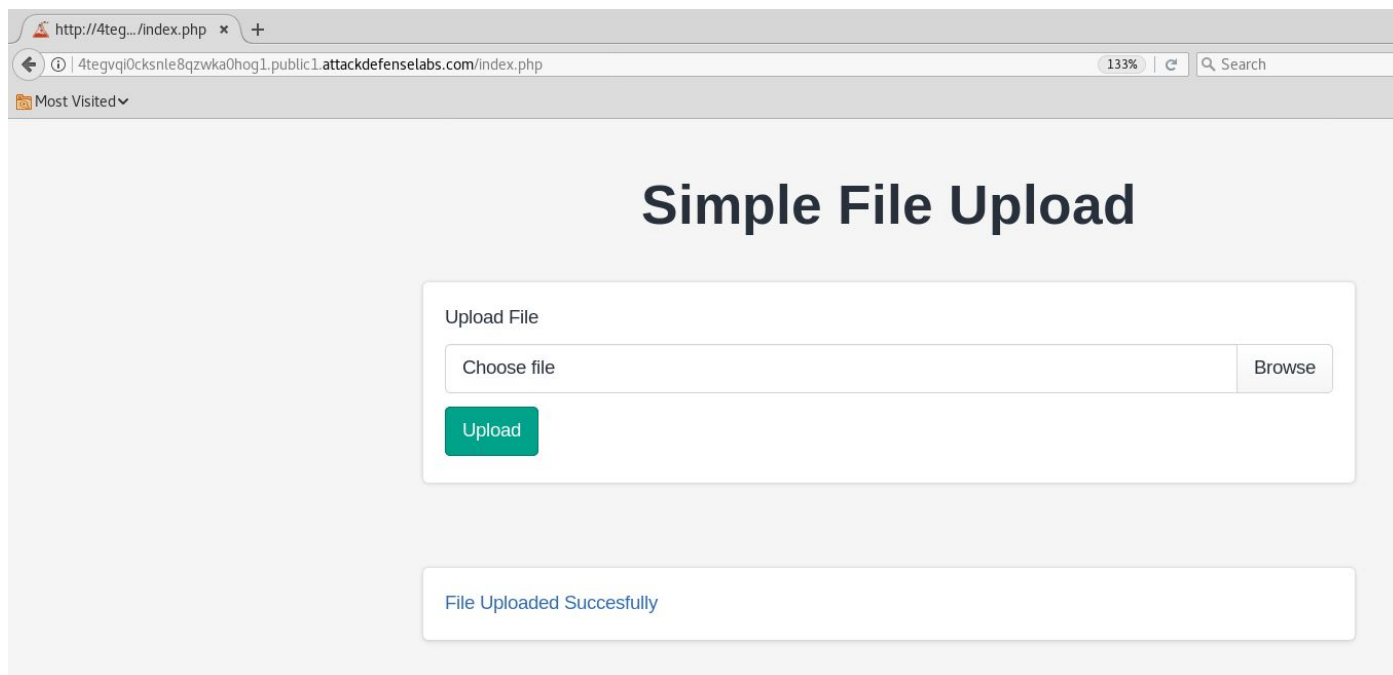 http://4teg.../index.php × +
4tegvqi0cksnle8qzwka0hog1.public1.attackdefenselabs.com/index.php 133% Search
Most Visited
Simple File Upload
Upload File
Choose file Browse
Upload
File Uploaded Succesfully